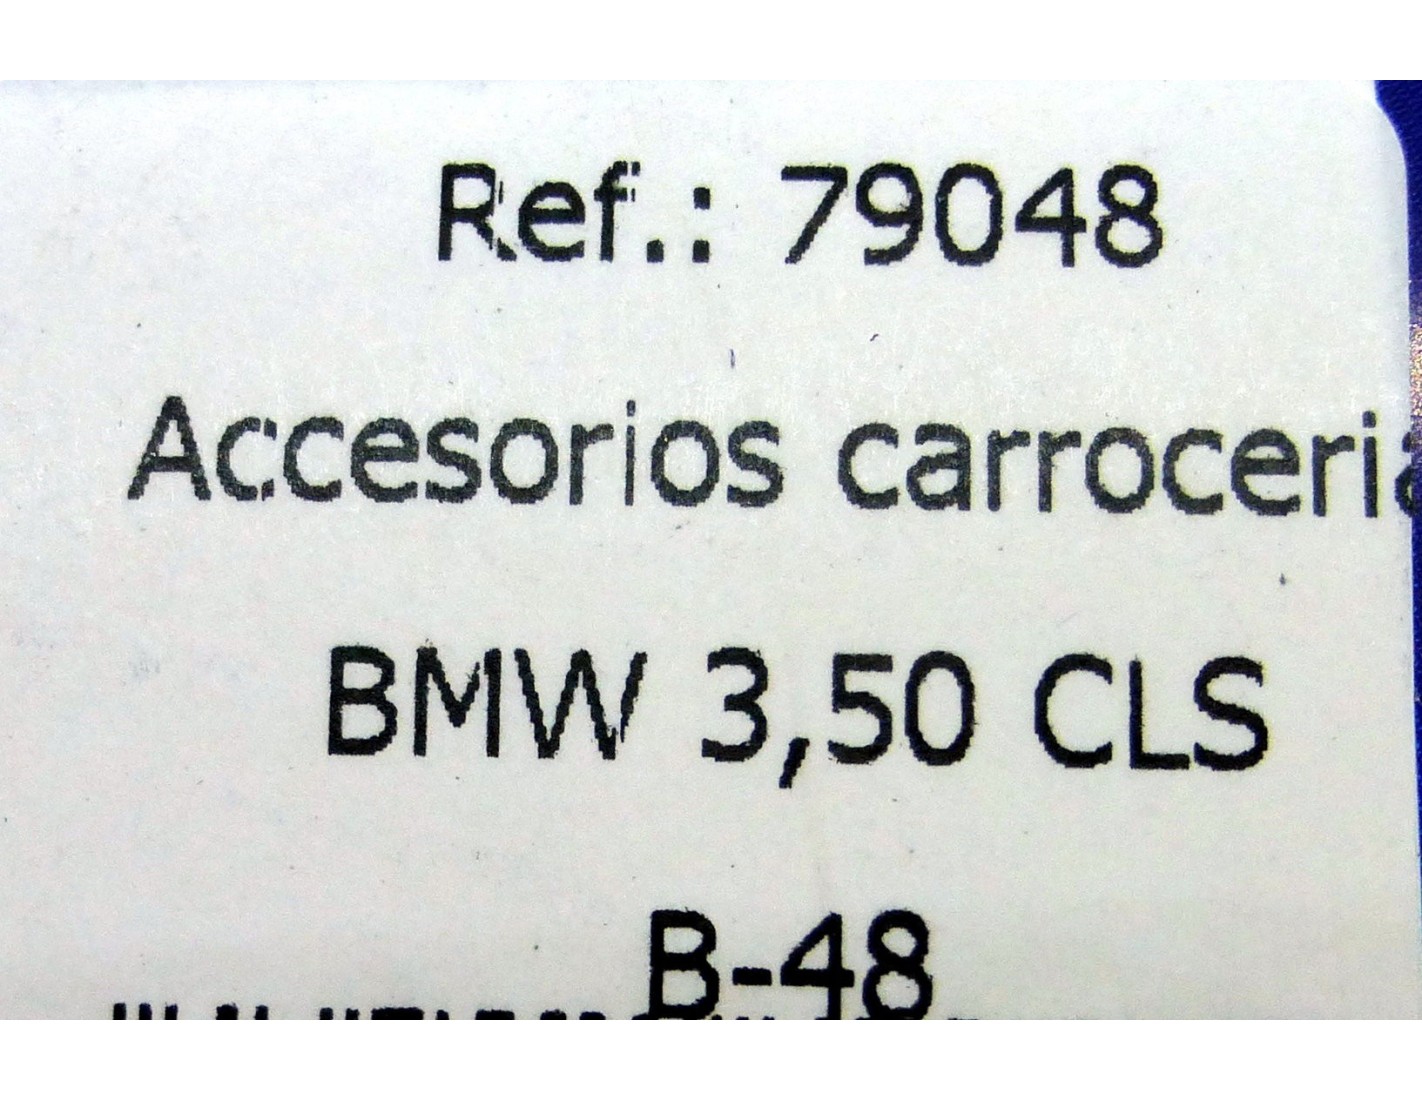 Ref.: 79048
Accesorios carroceria
BMW 3,50 CLS
B-48